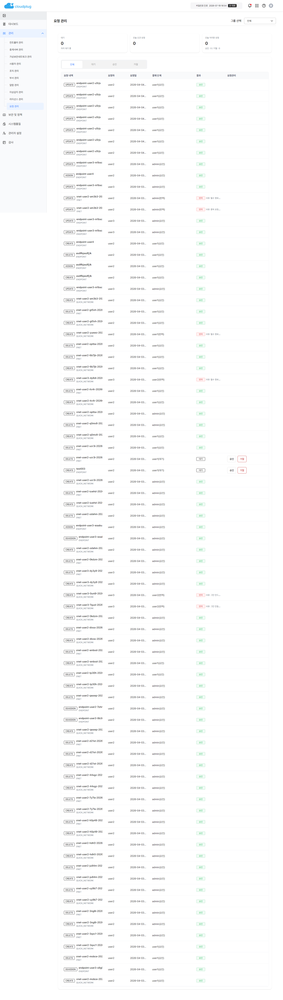 cloudplug
비밀번호 만료 2026-07-19 16:54 D-106
대시보드
관리
컨트롤러 관리
중계서버 관리
가상보안네트워크 관리
사용자 관리
조직 관리
부서 관리
알람 관리
이상감지 관리
라이선스 관리
요청 관리
보안 및 정책
시스템품질
관리자 설정
감사
요청 관리
그룹 선택 전체
대기
0
처리 대기 중
오늘 신규 요청
0
오늘 처리한 요청
0
승인 : 0 / 거절 : 0
전체 대기 승인 거절
요청 내역 요청자 요청일 결재 단계 결과 요청관리
UPDATE endpoint-user2-u5rjs user2 2026-04-04... user1(승인) 승인
ENDPOINT
UPDATE endpoint-user2-u5rjs user2 2026-04-04... user1(승인) 승인
ENDPOINT
UPDATE endpoint-user2-u5rjs user2 2026-04-04... user1(승인) 승인
ENDPOINT
UPDATE endpoint-user2-u5rjs user2 2026-04-04... user1(승인) 승인
ENDPOINT
UPDATE endpoint-user2-u5rjs user2 2026-04-04... user1(승인) 승인
ENDPOINT
UPDATE endpoint-user2-u5rjs user2 2026-04-04... user1(승인) 승인
ENDPOINT
UPDATE endpoint-user2-u5rjs user2 2026-04-04... user1(승인) 승인
ENDPOINT
UPDATE endpoint-user3-m1bsc user2 2026-04-03... admin(승인) 승인
ENDPOINT
ASSIGN endpoint-user4 user2 2026-04-03... admin(승인) 승인
ENDPOINT
UPDATE endpoint-user3-m1bsc user3 2026-04-03... admin(승인) 승인
ENDPOINT
UPDATE vnet-user2-am3b3-20: user2 2026-04-03... admin(반려) 반려 사유: 필수 정보...
VNET
UPDATE vnet-user2-am3b3-20: user2 2026-04-03... admin(반려) 반려 사유: 중복 요청...
VNET
UPDATE endpoint-user3-m1bsc user3 2026-04-03... admin(승인) 승인
ENDPOINT
UPDATE endpoint-user3-m1bsc user3 2026-04-03... admin(승인) 승인
ENDPOINT
CREATE endpoint-user4 user2 2026-04-03... user1(승인) 승인
ENDPOINT
DELETE asdlfkjasdfj;lk user2 2026-04-03... user1(승인) 승인
ENDPOINT
ASSIGN asdlfkjasdfj;lk user2 2026-04-03... user1(승인) 승인
ENDPOINT
CREATE asdlfkjasdfj;lk user2 2026-04-03... user1(승인) 승인
ENDPOINT
UPDATE endpoint-user3-m1bsc user3 2026-04-03... admin(승인) 승인
ENDPOINT
CREATE vnet-user2-am3b3-202 user2 2026-04-03... user1(승인) 승인
QUICK_NETWORK
DELETE vnet-user2-gt5vh-2026 user2 2026-04-03... user1(승인) 승인
VNET
CREATE vnet-user2-gt5vh-2026 user2 2026-04-03... user1(승인) 승인
QUICK_NETWORK
CREATE vnet-user2-yuewo-202 user2 2026-04-03... user1(반려) 반려 사유: 필수 정보...
QUICK_NETWORK
DELETE vnet-user2-optba-2026 user2 2026-04-03... user1(승인) 승인
VNET
DELETE vnet-user2-6b7jb-2026 user2 2026-04-03... user1(승인) 승인
VNET
CREATE vnet-user2-6b7jb-2026 user2 2026-04-03... user1(승인) 승인
QUICK_NETWORK
CREATE vnet-user3-dy8di-2026 user3 2026-04-03... user2(반려) 반려 사유: 필수 정보...
QUICK_NETWORK
DELETE vnet-user2-itv4r-20260 user2 2026-04-03... user1(승인) 승인
VNET
CREATE vnet-user2-itv4r-2026 user2 2026-04-03... user1(승인) 승인
QUICK_NETWORK
CREATE vnet-user2-optba-2026 user2 2026-04-03... admin(승인) 승인
QUICK_NETWORK
DELETE vnet-user2-q0mv8-202 user2 2026-04-03... admin(승인) 승인
VNET
CREATE vnet-user2-q0mv8-202 user2 2026-04-03... user1(승인) 승인
QUICK_NETWORK
DELETE vnet-user2-ucr3i-2026 user2 2026-04-03... user1(승인) 승인
VNET
DELETE vnet-user2-ucr3i-2026 user2 2026-04-03... user1(대기) 대기 승인 거절
VNET
CREATE test003 user2 2026-04-03... user1(대기) 대기 승인 거절
ENDPOINT
CREATE vnet-user2-ucr3i-2026 user2 2026-04-03... admin(승인) 승인
QUICK_NETWORK
DELETE vnet-user2-iuwhd-202 user2 2026-04-03... admin(승인) 승인
VNET
CREATE vnet-user2-iuwhd-202 user2 2026-04-03... admin(승인) 승인
QUICK_NETWORK
DELETE vnet-user2-odahm-202 user2 2026-04-03... admin(승인) 승인
VNET
ASSIGN endpoint-user3-waabu user2 2026-04-03... admin(승인) 승인
ENDPOINT
DEASSIGN endpoint-user3-waal user2 2026-04-03... admin(승인) 승인
ENDPOINT
CREATE vnet-user2-odahm-202 user2 2026-04-03... admin(승인) 승인
QUICK_NETWORK
DELETE vnet-user2-0kdzm-202 user2 2026-04-03... admin(승인) 승인
VNET
DELETE vnet-user3-dy3y8-202 user3 2026-04-03... admin(승인) 승인
VNET
CREATE vnet-user3-dy3y8-202 user3 2026-04-03... admin(승인) 승인
QUICK_NETWORK
CREATE vnet-user3-0uni9-2026 user3 2026-04-03... user2(반려) 반려 사유: 그만 만드...
QUICK_NETWORK
CREATE vnet-user3-7quol-2026 user3 2026-04-03... user2(반려) 반려 사유: 그만 만들...
QUICK_NETWORK
CREATE vnet-user2-0kdzm-202 user2 2026-04-03... admin(승인) 승인
QUICK_NETWORK
DELETE vnet-user2-dixss-2026 user2 2026-04-03... admin(승인) 승인
VNET
CREATE vnet-user2-dixss-2026 user2 2026-04-03... admin(승인) 승인
QUICK_NETWORK
DELETE vnet-user2-wnbod-202 user2 2026-04-03... admin(승인) 승인
VNET
CREATE vnet-user2-wnbod-202 user2 2026-04-03... user1(승인) 승인
QUICK_NETWORK
DELETE vnet-user2-tp30h-2026 user2 2026-04-03... user1(승인) 승인
VNET
CREATE vnet-user2-tp30h-202 user2 2026-04-03... admin(승인) 승인
QUICK_NETWORK
DELETE vnet-user2-qeawp-202 user2 2026-04-03... admin(승인) 승인
VNET
DEASSIGN endpoint-user2-7ohr user2 2026-04-03... admin(승인) 승인
ENDPOINT
DEASSIGN endpoint-user3-8b3 user2 2026-04-03... admin(승인) 승인
ENDPOINT
CREATE vnet-user2-qeawp-202 user2 2026-04-03... admin(승인) 승인
QUICK_NETWORK
DELETE vnet-user2-d21st-2026 user2 2026-04-03... admin(승인) 승인
VNET
DELETE vnet-user2-d21st-2026 user2 2026-04-03... admin(승인) 승인
VNET
CREATE vnet-user2-d21st-2026 user2 2026-04-03... admin(승인) 승인
QUICK_NETWORK
DELETE vnet-user2-44sgz-202 user2 2026-04-03... admin(승인) 승인
VNET
CREATE vnet-user2-44sgz-202 user2 2026-04-03... admin(승인) 승인
QUICK_NETWORK
DELETE vnet-user2-7y7la-2026 user2 2026-04-03... admin(승인) 승인
VNET
CREATE vnet-user2-7y7la-2026 user2 2026-04-03... admin(승인) 승인
QUICK_NETWORK
DELETE vnet-user2-h0p48-202 user2 2026-04-03... admin(승인) 승인
VNET
CREATE vnet-user2-h0p48-202 user2 2026-04-03... admin(승인) 승인
QUICK_NETWORK
DELETE vnet-user2-hdlr0-2026 user2 2026-04-03... admin(승인) 승인
VNET
CREATE vnet-user2-hdlr0-2026 user2 2026-04-03... admin(승인) 승인
QUICK_NETWORK
DELETE vnet-user2-ju84m-202 user2 2026-04-03... admin(승인) 승인
VNET
CREATE vnet-user2-ju84m-202 user2 2026-04-03... admin(승인) 승인
QUICK_NETWORK
DELETE vnet-user2-uy9b7-202 user2 2026-04-03... admin(승인) 승인
VNET
CREATE vnet-user2-uy9b7-202 user2 2026-04-03... admin(승인) 승인
QUICK_NETWORK
DELETE vnet-user2-3ng8i-2026 user2 2026-04-03... admin(승인) 승인
VNET
CREATE vnet-user2-3ng8i-2026 user2 2026-04-03... admin(승인) 승인
QUICK_NETWORK
DELETE vnet-user2-3qxc1-2026 user2 2026-04-03... admin(승인) 승인
VNET
CREATE vnet-user2-3qxc1-2026 user2 2026-04-03... user1(승인) 승인
QUICK_NETWORK
DELETE vnet-user2-mobce-202 user2 2026-04-03... user1(승인) 승인
VNET
DEASSIGN endpoint-user3-s9g user2 2026-04-03... user1(승인) 승인
ENDPOINT
CREATE vnet-user2-mobce-202 user2 2026-04-03... user1(승인) 승인
QUICK_NETWORK